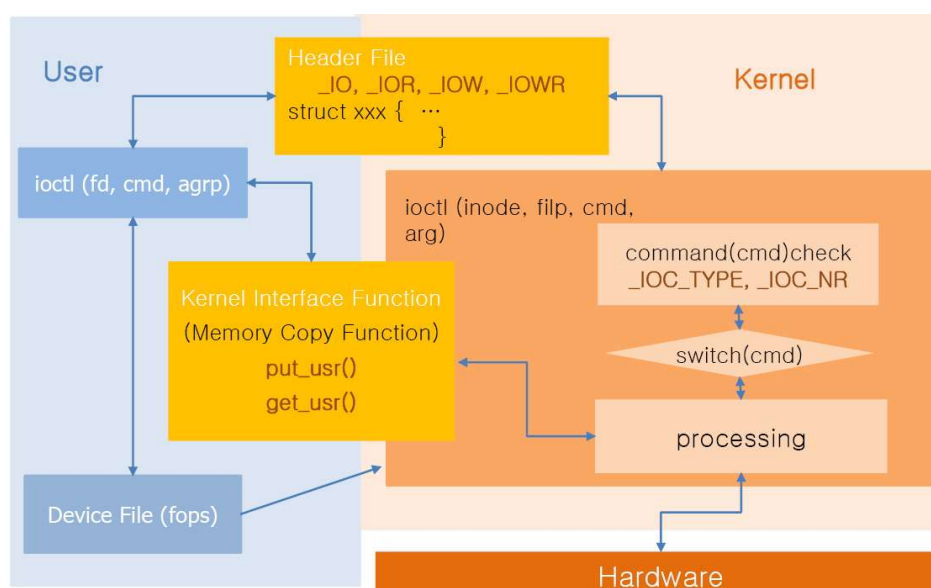 User
Header File
_IO, _IOR, _IOW, _IOWR
struct xxx { ⋯
}
Kernel
ioctl (fd, cmd, agrp)
ioctl (inode, filp, cmd,
arg)
command(cmd)check
_IOC_TYPE, _IOC_NR
switch(cmd)
processing
Kernel Interface Function
(Memory Copy Function)
put_usr()
get_usr()
Device File (fops)
Hardware